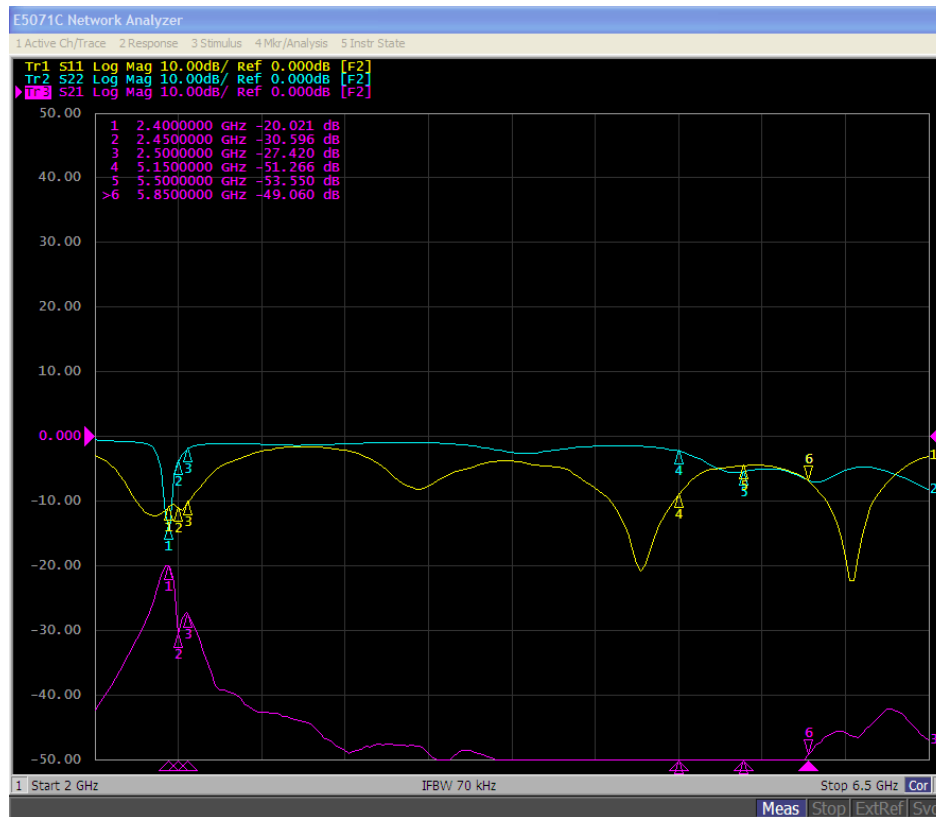 E5071C Network Analyzer
1 Active Ch/Trace 2 Response 3 Stimulus 4 Mkr/Analysis 5 Instr State
Tr1 S11 Log Mag 10.00dB/ Ref 0.000dB [F2]
Tr2 S22 Log Mag 10.00dB/ Ref 0.000dB [F2]
Tr3 S21 Log Mag 10.00dB/ Ref 0.000dB [F2]
50.00
1 2.4000000 GHz -20.021 dB
2 2.4500000 GHz -30.596 dB
3 2.5000000 GHz -27.420 dB
4 5.1500000 GHz -51.266 dB
5 5.5000000 GHz -53.550 dB
>6 5.8500000 GHz -49.060 dB
40.00
30.00
20.00
10.00
0.000
-10.00
-20.00
-30.00
-40.00
-50.00
1 Start 2 GHz IFBW 70 kHz Stop 6.5 GHz Cor
Meas Stop ExtRef Svc